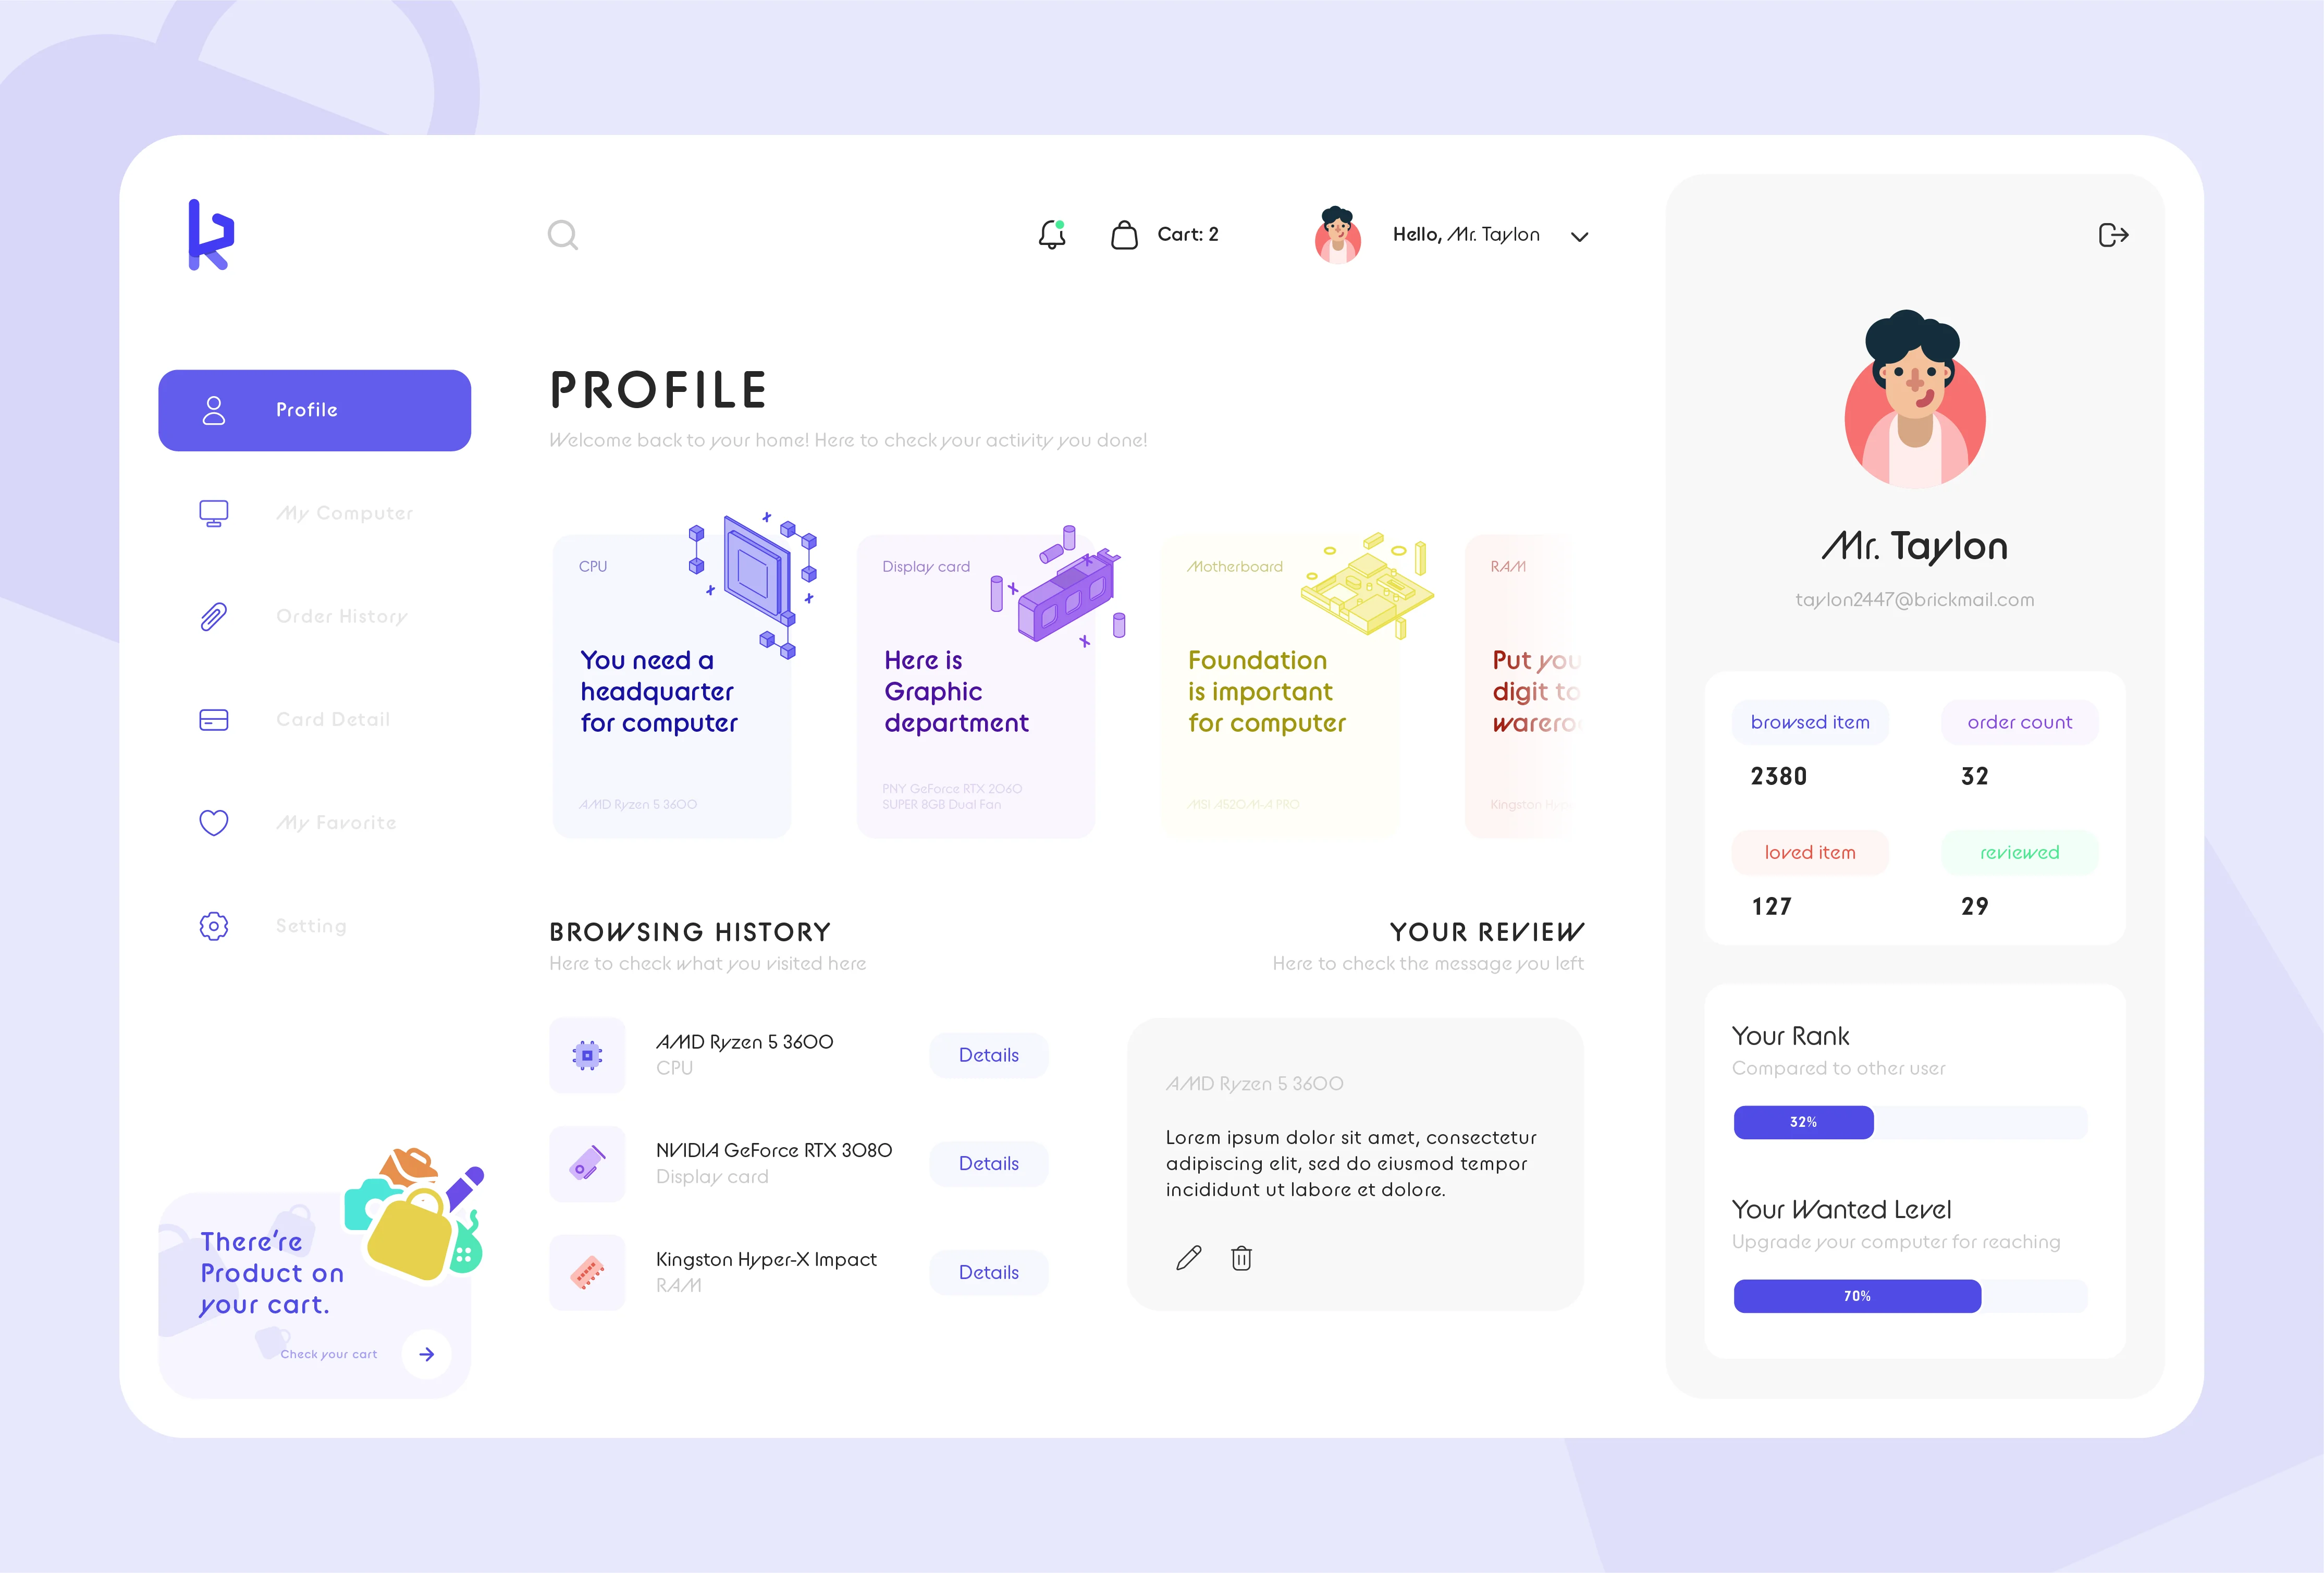 Cart: 2
Hello, Mr. Taylon
Profile
My Computer
Order History
Card Detail
My Favorite
Setting
There're
Product on
your cart.
Check your cart
PROFILE
Welcome back to your home! Here to check your activity you done!
CPU
You need a
headquarter
for computer
AMD Ryzen 5 3600
Display card
Here is
Graphic
department
PNY GeForce RTX 2060
SUPER 8GB Dual Fan
Motherboard
Foundation
is important
for computer
MSI A520M-A PRO
RAM
Put you
digit to
warero
Kingston Hype
BROWSING HISTORY
Here to check what you visited here
AMD Ryzen 5 3600
CPU
Details
NVIDIA GeForce RTX 3080
Display card
Details
Kingston Hyper-X Impact
RAM
Details
YOUR REVIEW
Here to check the message you left
AMD Ryzen 5 3600
Lorem ipsum dolor sit amet, consectetur
adipiscing elit, sed do eiusmod tempor
incididunt ut labore et dolore.
Mr. Taylon
taylon2447@brickmail.com
browsed item
2380
order count
32
loved item
127
reviewed
29
Your Rank
Compared to other user
32%
Your Wanted Level
Upgrade your computer for reaching
70%